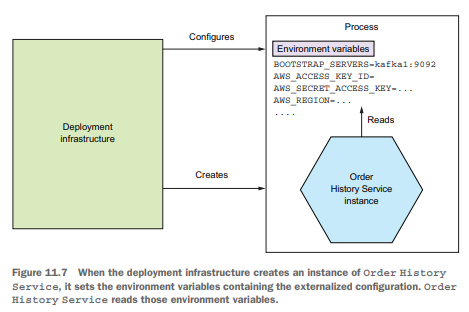 Process
Configures
Environment variables
BOOTSTRAP_SERVERS=kafka1:9092
AWS_ACCESS_KEY_ID=
AWS_SECRET_ACCESS_KEY=...
AWS_REGION=...
....
Reads
Deployment
infrastructure
Creates
Order
History Service
instance
Figure 11.7 When the deployment infrastructure creates an instance of Order History
Service, it sets the environment variables containing the externalized configuration. Order
History Service reads those environment variables.